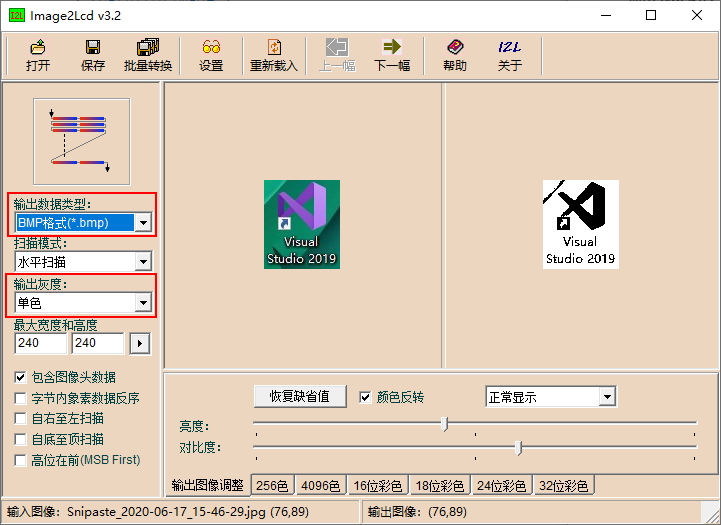 Image2Lcd v3.2
打开 保存 批量转换 设置 重新载入 上一幅 下一幅 帮助 关于
输出数据类型:
BMP格式(*.bmp)
扫描模式:
水平扫描
输出灰度:
单色
最大宽度和高度
240 240
包含图像头数据
字节内象素数据反序
自右至左扫描
自底至顶扫描
高位在前(MSB First)
Visual
Studio 2019
Visual
Studio 2019
恢复缺省值 颜色反转 正常显示
亮度:
对比度:
输出图像调整 256色 4096色 16位彩色 18位彩色 24位彩色 32位彩色
输入图像: Snipaste_2020-06-17_15-46-29.jpg (76,89) 输出图像: (76,89)